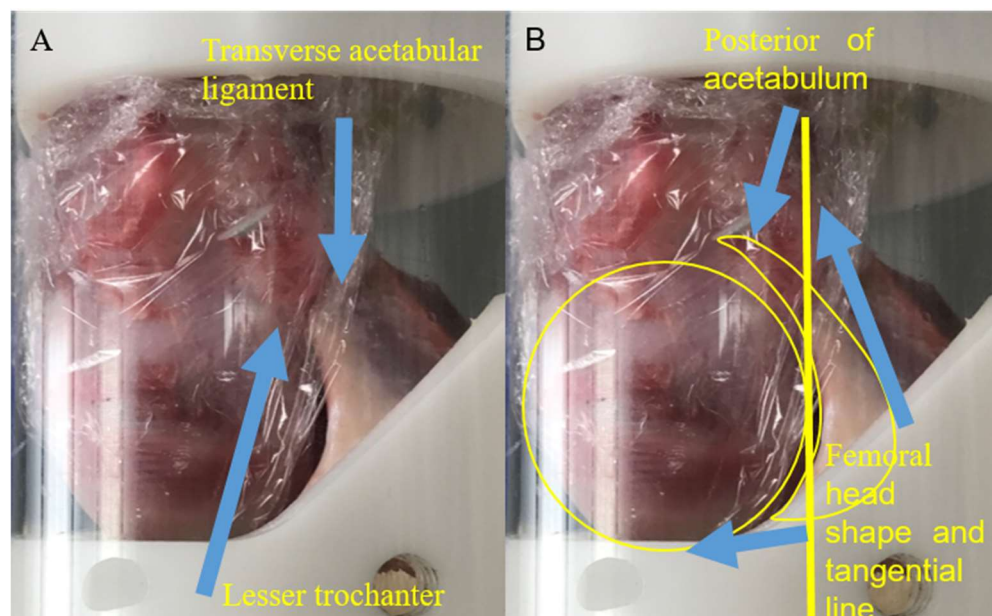 A
Transverse acetabular
ligament
Lesser trochanter
B
Posterior of
acetabulum
Femoral
head
shape and
tangential
line